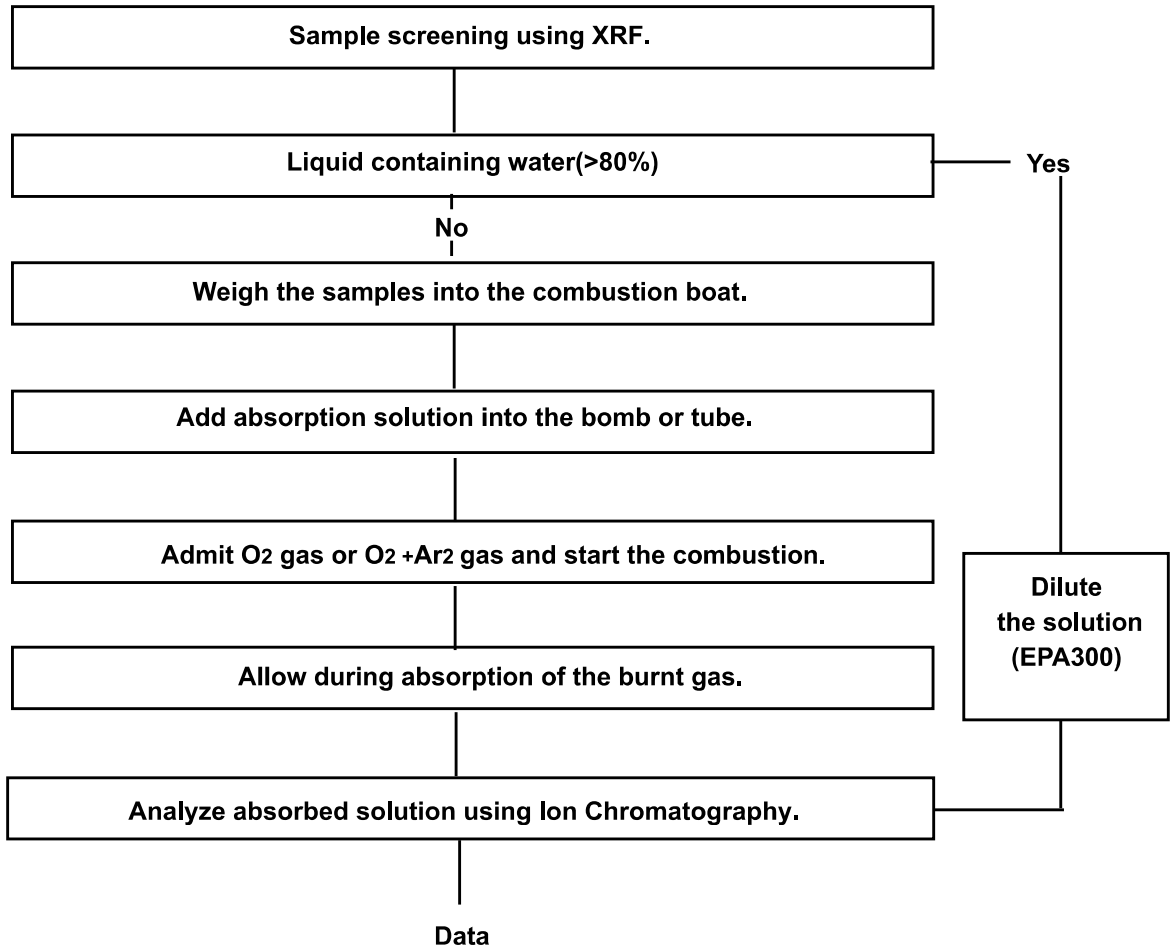 Sample screening using XRF.
Liquid containing water(>80%)
Yes
No
Weigh the samples into the combustion boat.
Add absorption solution into the bomb or tube.
Admit O2 gas or O2 +Ar2 gas and start the combustion.
Dilute
the solution
(EPA300)
Allow during absorption of the burnt gas.
Analyze absorbed solution using Ion Chromatography.
Data